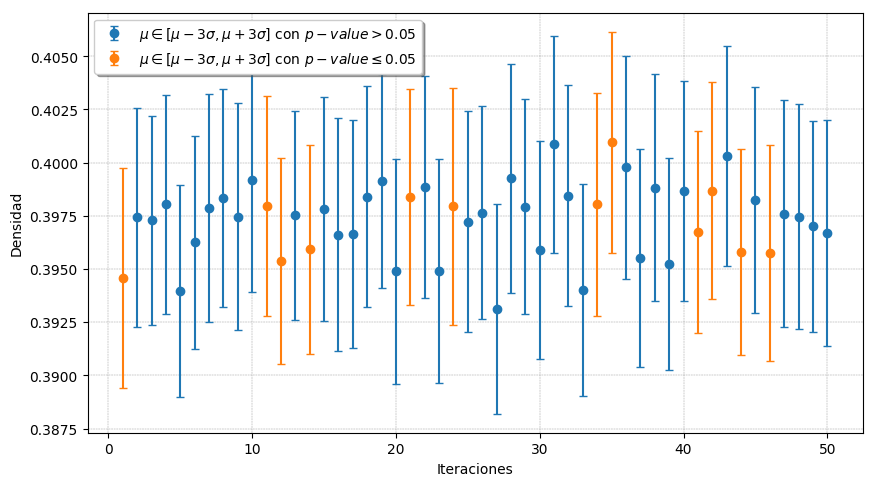 μ ∈ [μ − 3σ, μ + 3σ] con p − value > 0.05
μ ∈ [μ − 3σ, μ + 3σ] con p − value ≤ 0.05
0.4050
0.4025
0.4000
0.3975
0.3950
0.3925
0.3900
0.3875
Densidad
0 10 20 30 40 50
Iteraciones